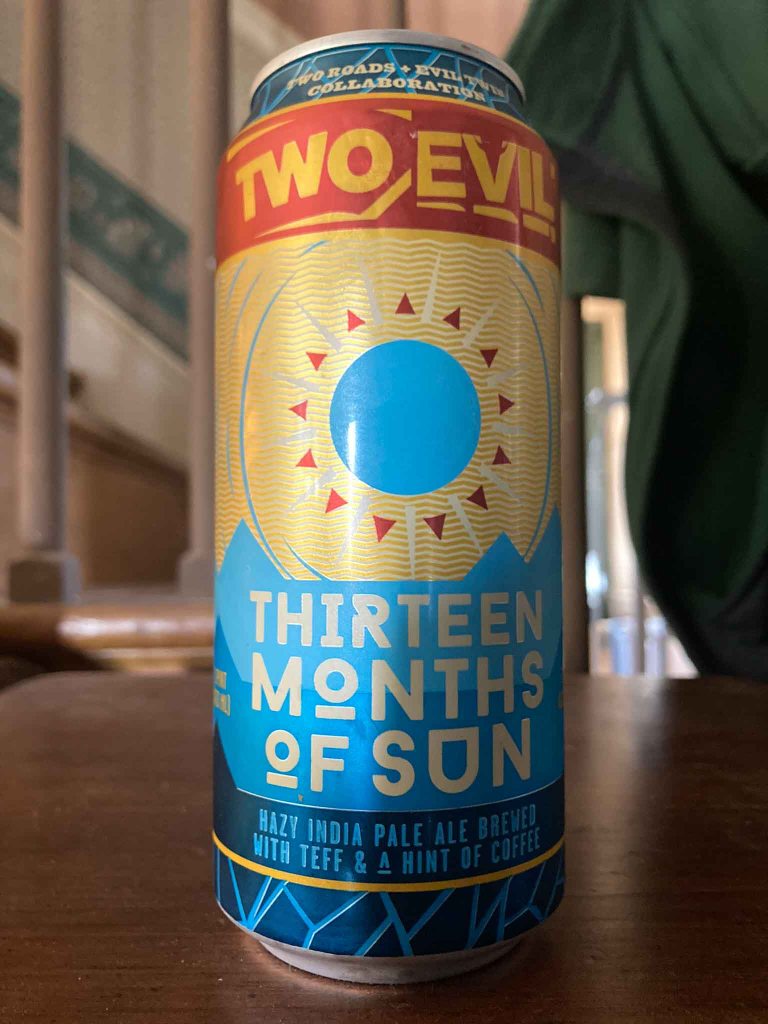 TWO ROADS + EVIL TWIN
COLLABORATION
TWO EVIL
THIRTEEN
MONTHS
OF SUN
HAZY INDIA PALE ALE BREWED
WITH TEFF & A HINT OF COFFEE